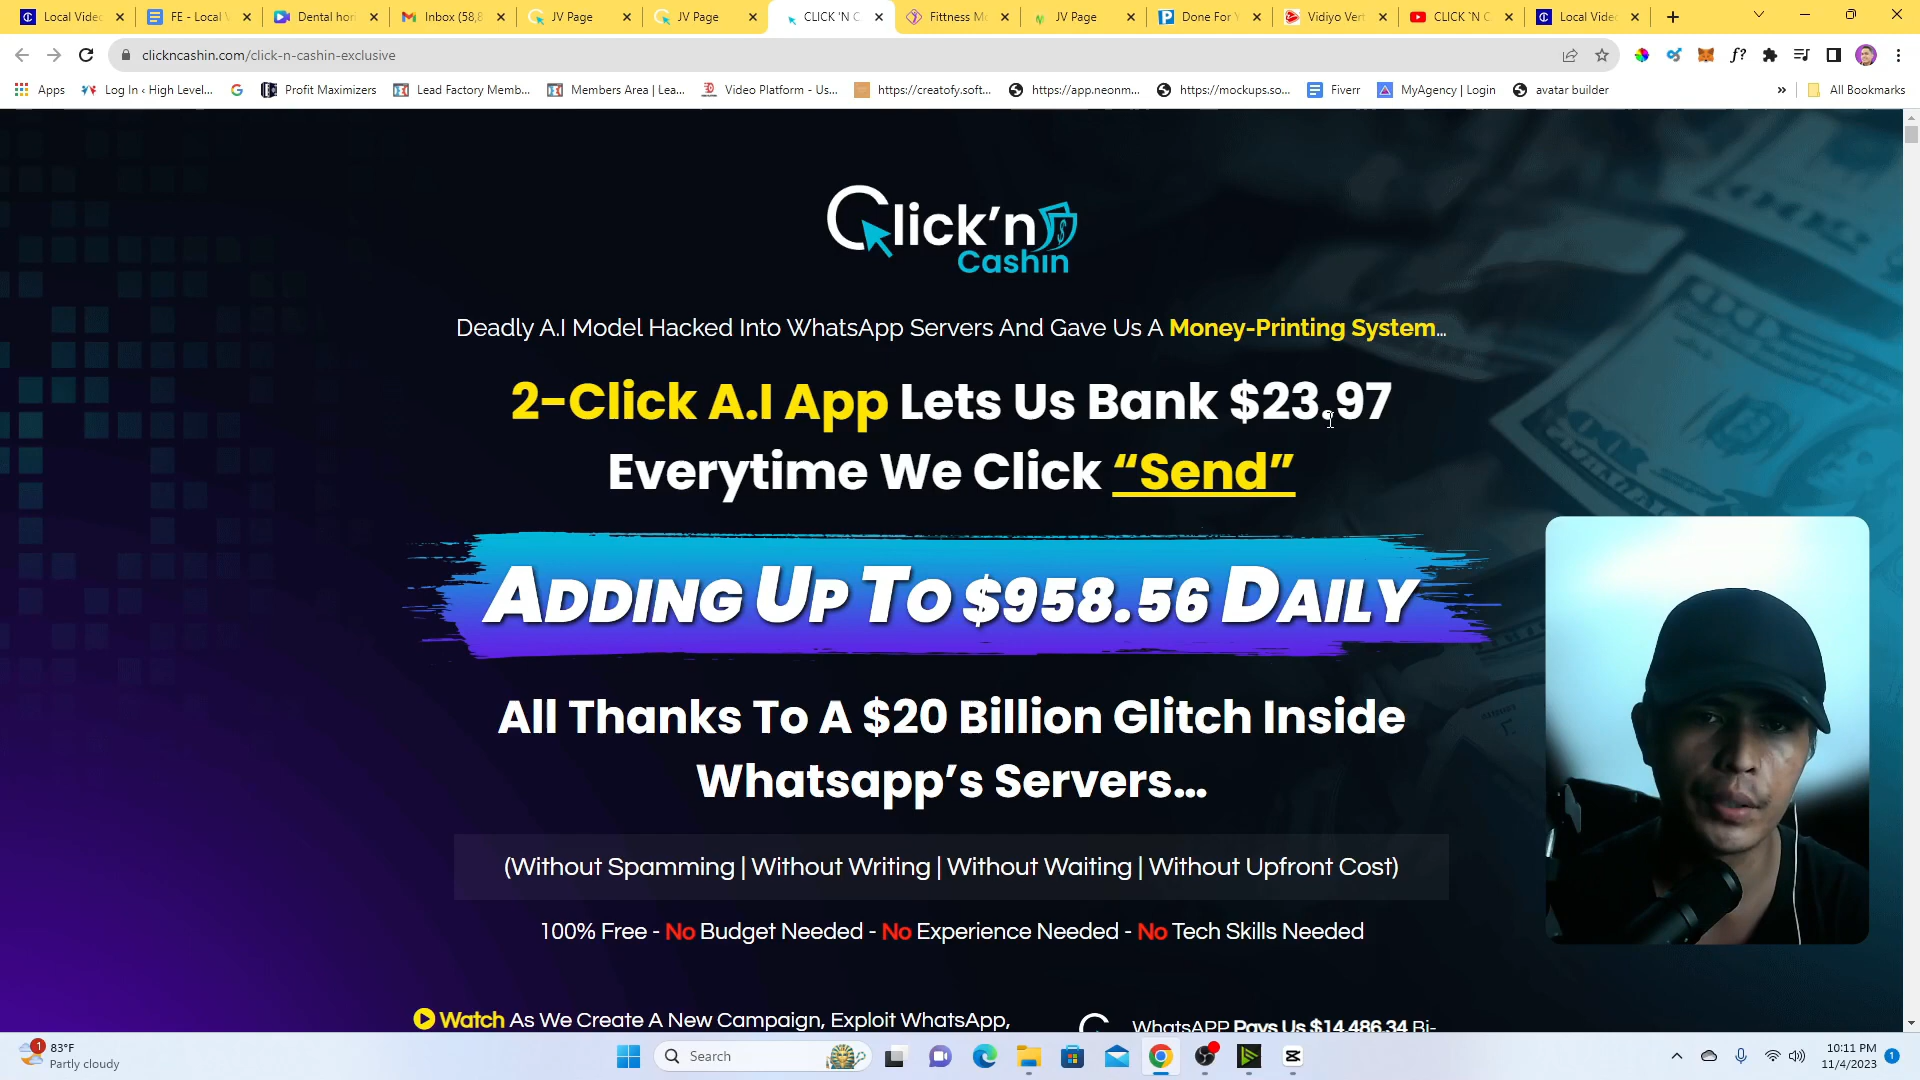 Local Video
FE - Local V
Dental hor
Inbox (58,8
JV Page
JV Page
CLICK 'N C
Fittness M
JV Page
Done For Y
Vidiyo Vert
CLICK `N C
Local Video
clickncashin.com/click-n-cashin-exclusive
f?
Apps
Log In ‹ High Level...
Profit Maximizers
Lead Factory Memb...
Members Area | Lea...
Video Platform - Us...
https://creatofy.soft...
https://app.neonm...
https://mockups.so...
Fiverr
MyAgency | Login
avatar builder
»
All Bookmarks
Click'n
Cashin
Deadly A.I Model Hacked Into WhatsApp Servers And Gave Us A Money-Printing System...
2-Click A.I App Lets Us Bank $23.97
Everytime We Click “Send”
Adding Up To $958.56 Daily
All Thanks To A $20 Billion Glitch Inside
Whatsapp’s Servers...
(Without Spamming | Without Writing | Without Waiting | Without Upfront Cost)
100% Free - No Budget Needed - No Experience Needed - No Tech Skills Needed
Watch As We Create A New Campaign, Exploit WhatsApp,
WhatsAPP Pays Us $14,486.34 Bi-
1
83°F
Partly cloudy
Search
10:11 PM
11/4/2023
1